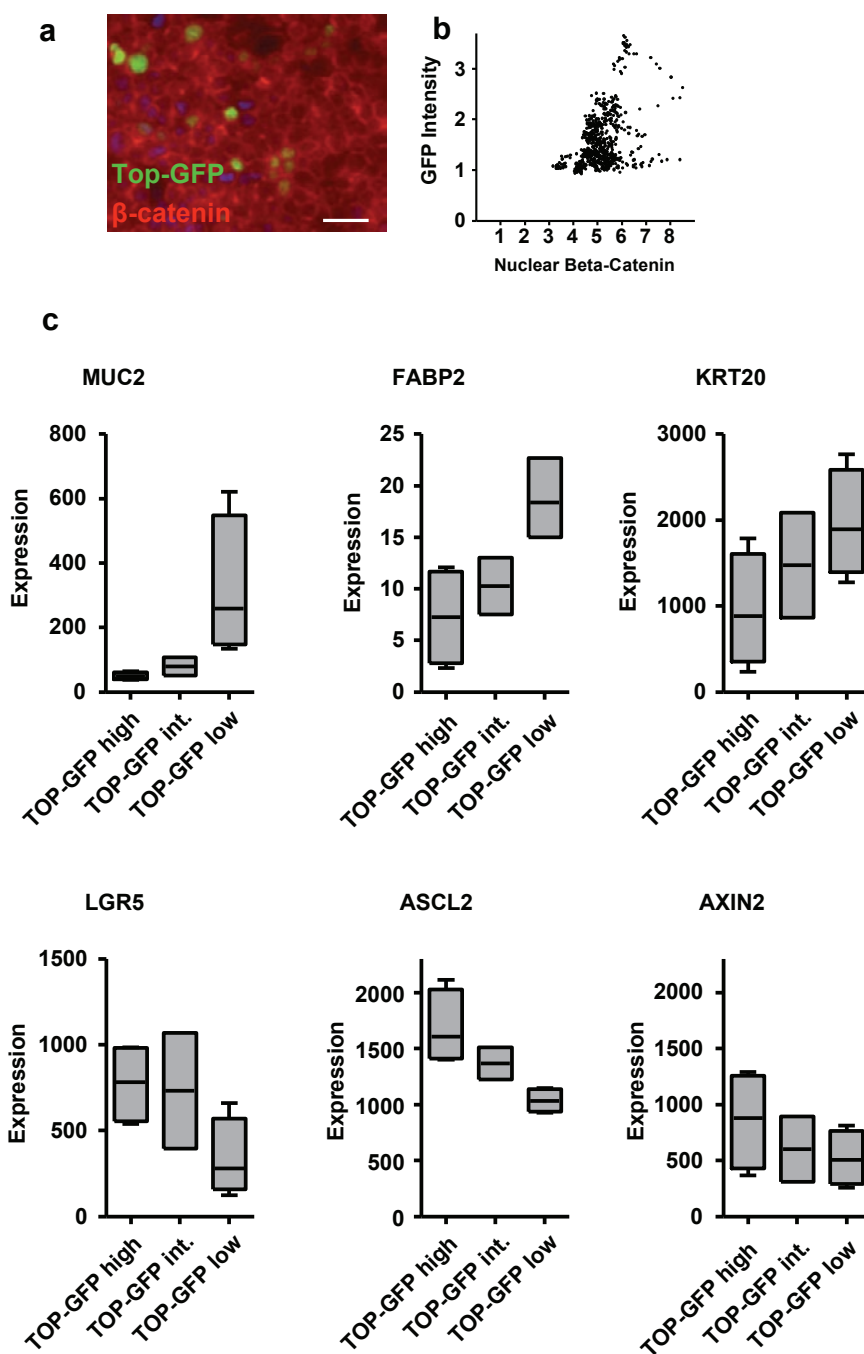 a
b
Top-GFP
β-catenin
GFP Intensity
3
2
1
0
1 2 3 4 5 6 7 8
Nuclear Beta-Catenin
c
MUC2
Expression
800
600
400
200
0
TOP-GFP high
TOP-GFP int.
TOP-GFP low
FABP2
Expression
25
20
15
10
5
0
TOP-GFP high
TOP-GFP int.
TOP-GFP low
KRT20
Expression
3000
2000
1000
0
TOP-GFP high
TOP-GFP int.
TOP-GFP low
LGR5
Expression
1500
1000
500
0
TOP-GFP high
TOP-GFP int.
TOP-GFP low
ASCL2
Expression
2000
1500
1000
500
0
TOP-GFP high
TOP-GFP int.
TOP-GFP low
AXIN2
Expression
2000
1500
1000
500
0
TOP-GFP high
TOP-GFP int.
TOP-GFP low